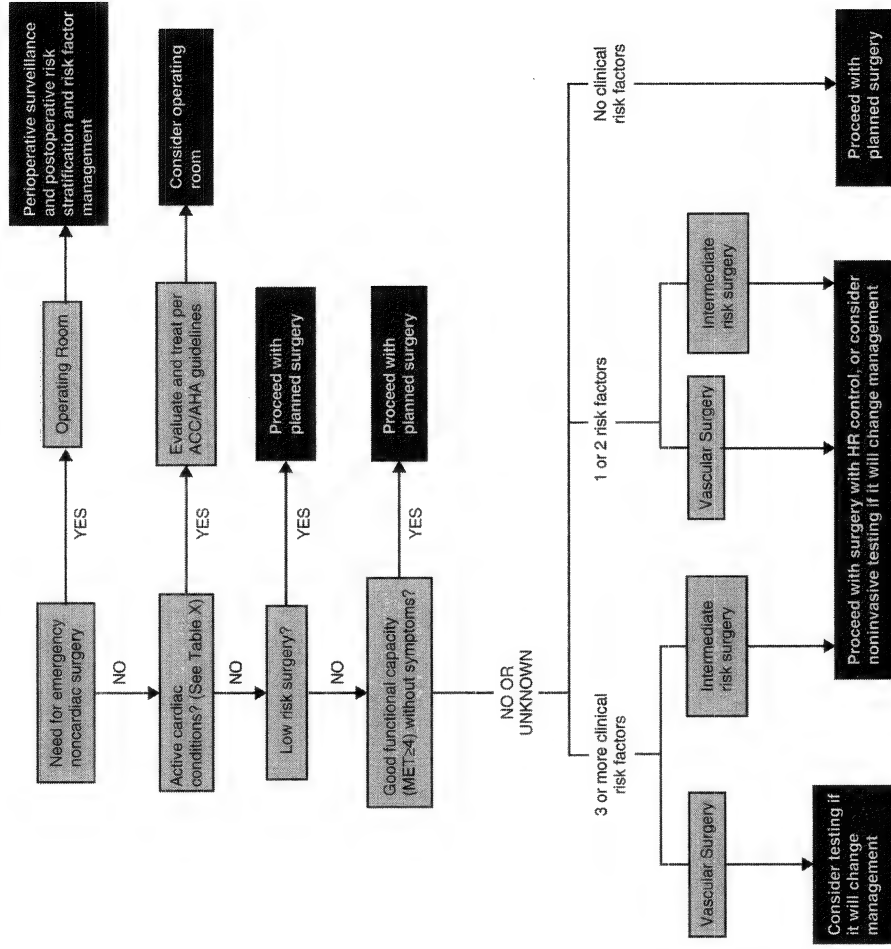 Need for emergency
noncardiac surgery
YES
Operating Room
Perioperative surveillance
and postoperative risk
stratification and risk factor
management
NO
Active cardiac
conditions? (See Table X)
YES
Evaluate and treat per
ACC/AHA guidelines
Consider operating
room
NO
Low risk surgery?
YES
Proceed with
planned surgery
NO
Good functional capacity
(MET≥4) without symptoms?
YES
Proceed with
planned surgery
NO OR
UNKNOWN
3 or more clinical
risk factors
1 or 2 risk factors
No clinical
risk factors
Vascular Surgery
Intermediate
risk surgery
Vascular Surgery
Intermediate
risk surgery
Consider testing if
it will change
management
Proceed with surgery with HR control, or consider
noninvasive testing if it will change management
Proceed with
planned surgery